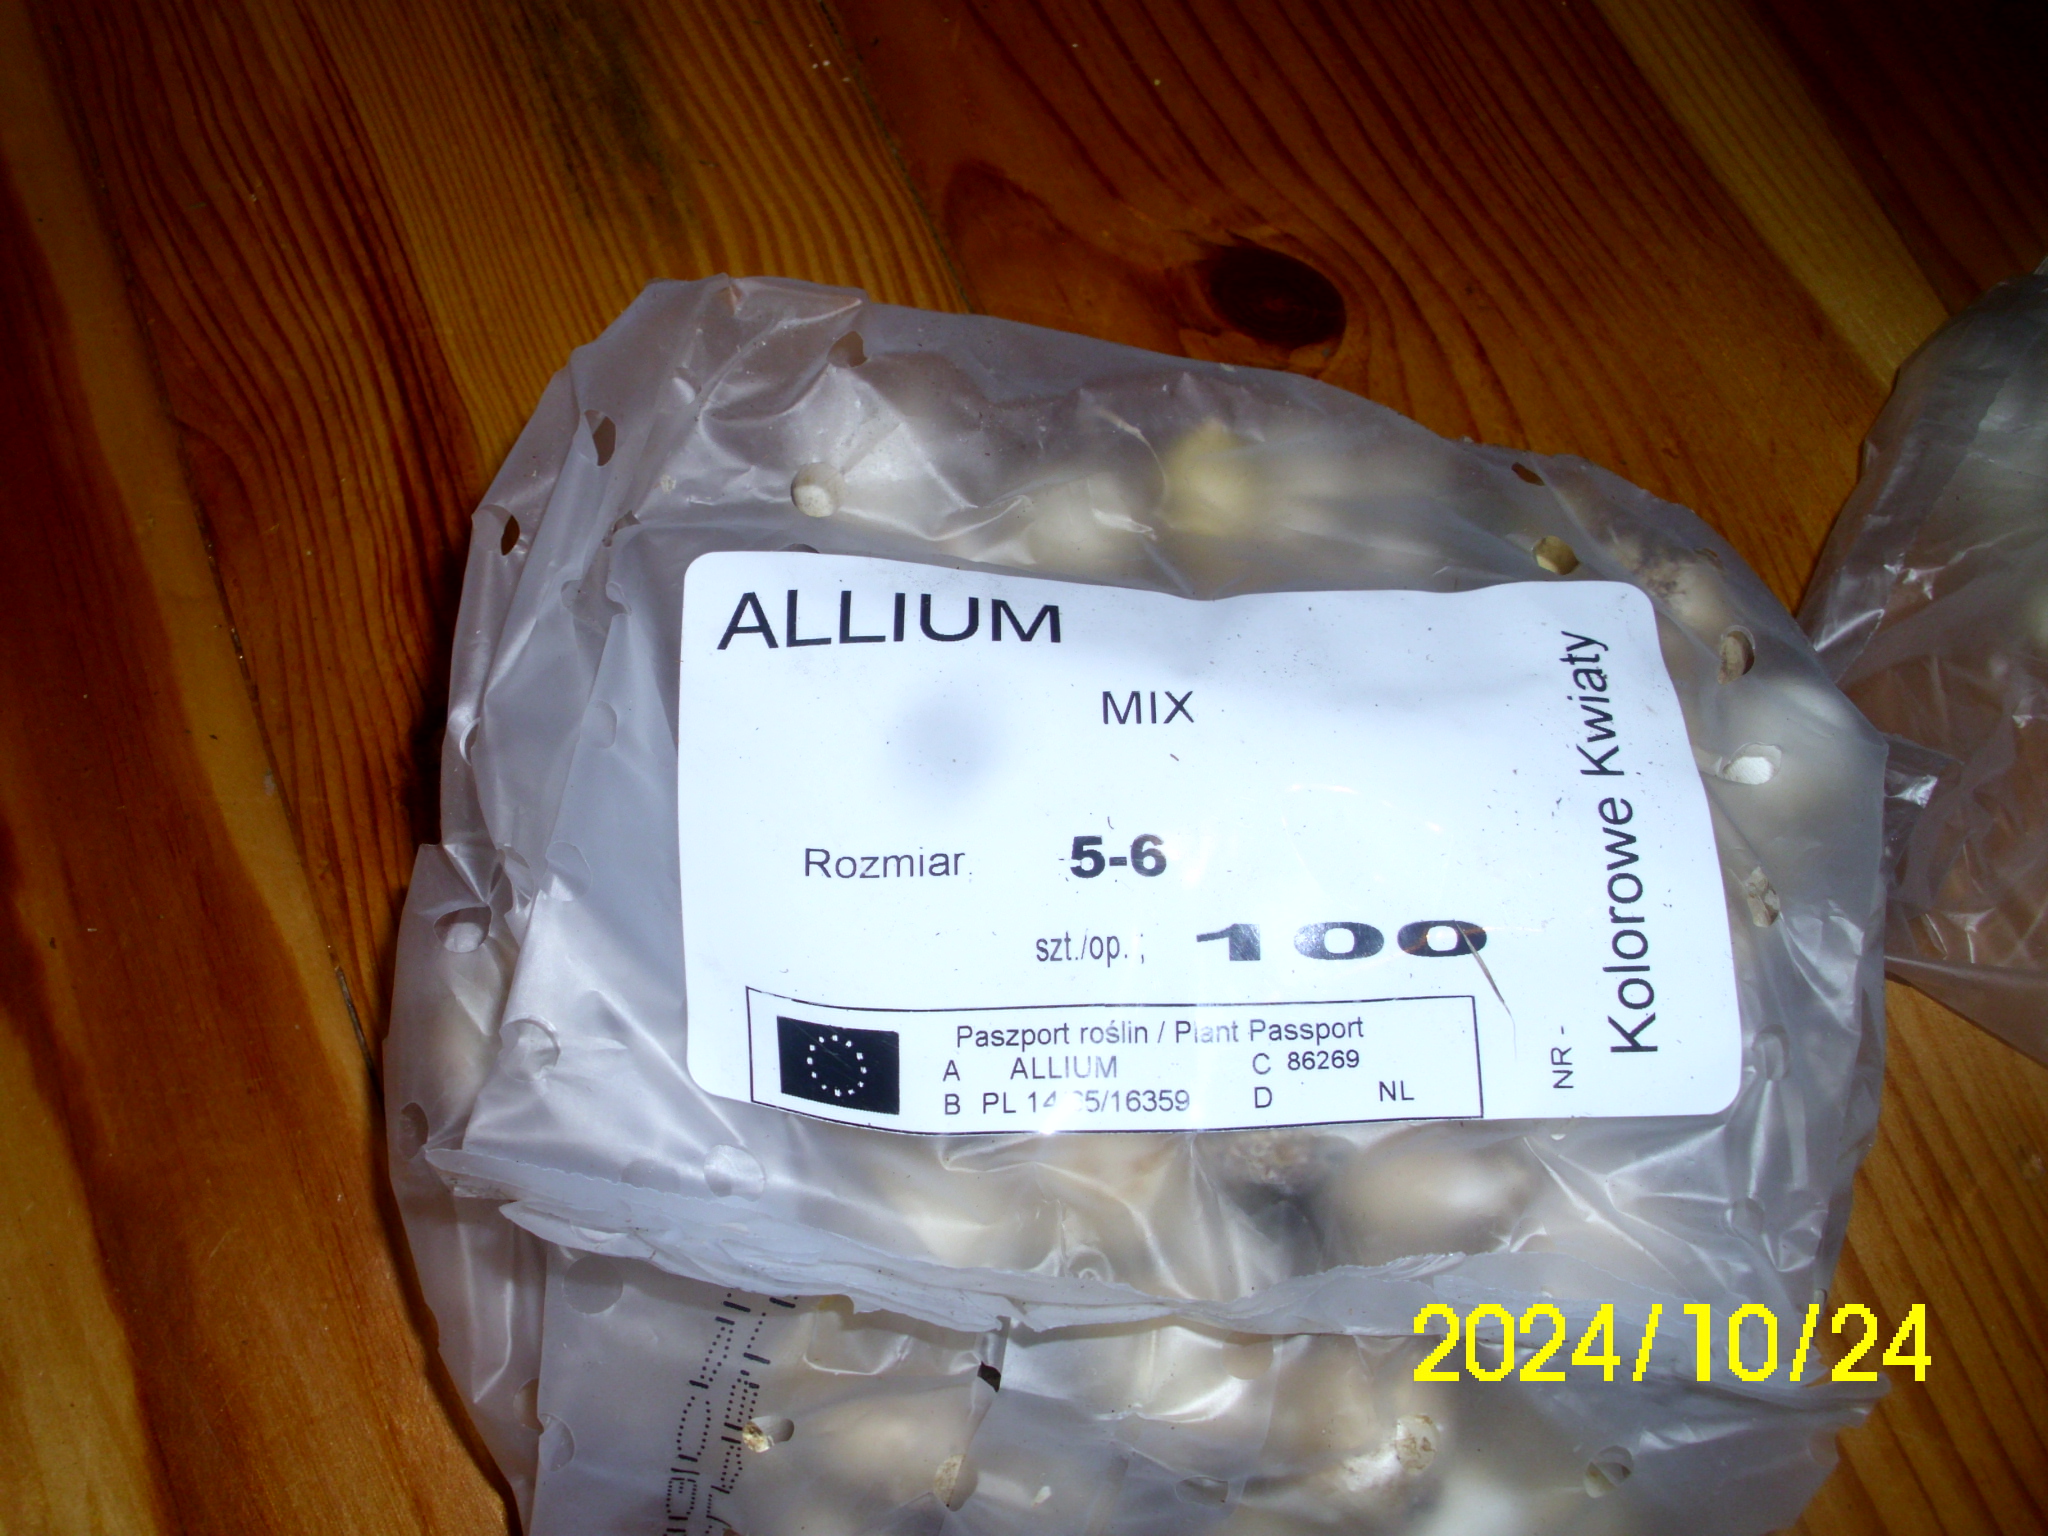 ALLIUM
MIX
Rozmiar 5-6
szt./op. ; 100
Kolorowe Kwiaty
NR -
Paszport roślin / Plant Passport
A ALLIUM C 86269
B PL D NL
2024/10/24